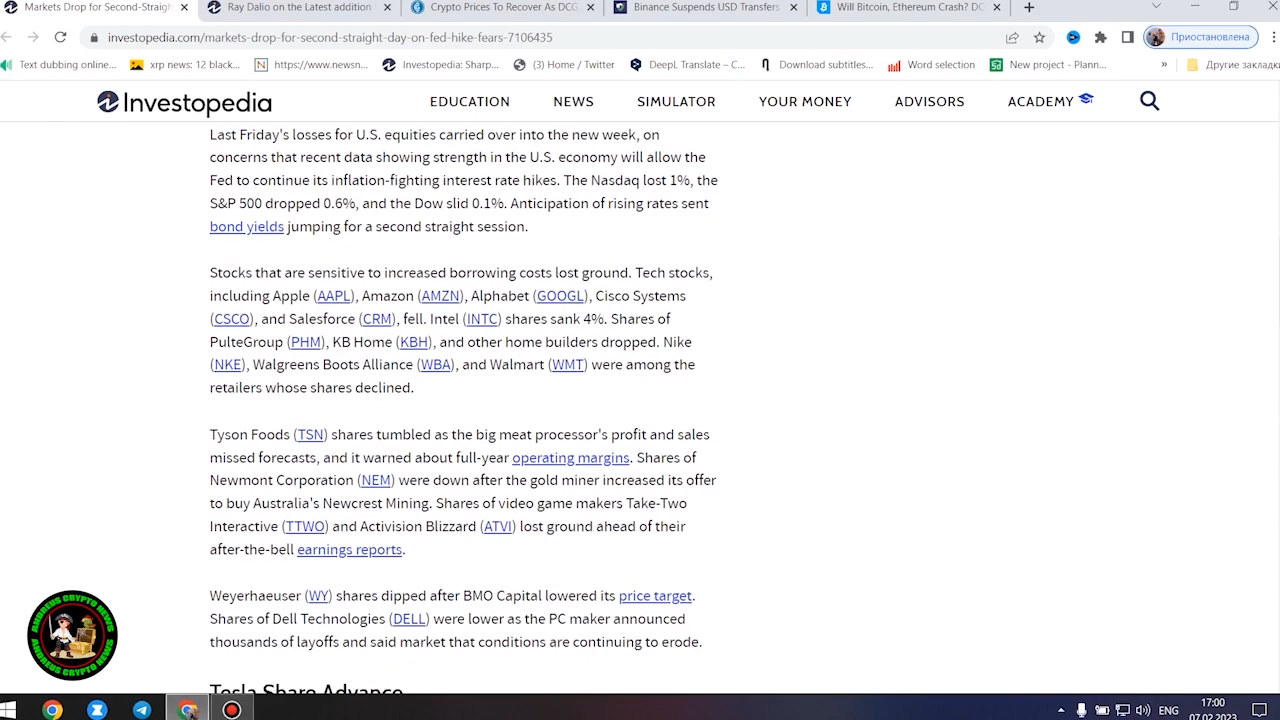 Markets Drop for Second-Straigh
Ray Dalio on the Latest addition t
Crypto Prices To Recover As DCG
Binance Suspends USD Transfers
Will Bitcoin, Ethereum Crash? DC
investopedia.com/markets-drop-for-second-straight-day-on-fed-hike-fears-7106435
Приостановлена
Text dubbing online...
xrp news: 12 black...
https://www.newsn...
Investopedia: Sharp...
(3) Home / Twitter
DeepL Translate – C...
Download subtitles...
Word selection
New project - Plann...
»
Другие закладки
Investopedia
EDUCATION
NEWS
SIMULATOR
YOUR MONEY
ADVISORS
ACADEMY
Last Friday's losses for U.S. equities carried over into the new week, on
concerns that recent data showing strength in the U.S. economy will allow the
Fed to continue its inflation-fighting interest rate hikes. The Nasdaq lost 1%, the
S&P 500 dropped 0.6%, and the Dow slid 0.1%. Anticipation of rising rates sent
bond yields jumping for a second straight session.
Stocks that are sensitive to increased borrowing costs lost ground. Tech stocks,
including Apple (AAPL), Amazon (AMZN), Alphabet (GOOGL), Cisco Systems
(CSCO), and Salesforce (CRM), fell. Intel (INTC) shares sank 4%. Shares of
PulteGroup (PHM), KB Home (KBH), and other home builders dropped. Nike
(NKE), Walgreens Boots Alliance (WBA), and Walmart (WMT) were among the
retailers whose shares declined.
Tyson Foods (TSN) shares tumbled as the big meat processor's profit and sales
missed forecasts, and it warned about full-year operating margins. Shares of
Newmont Corporation (NEM) were down after the gold miner increased its offer
to buy Australia's Newcrest Mining. Shares of video game makers Take-Two
Interactive (TTWO) and Activision Blizzard (ATVI) lost ground ahead of their
after-the-bell earnings reports.
Weyerhaeuser (WY) shares dipped after BMO Capital lowered its price target.
Shares of Dell Technologies (DELL) were lower as the PC maker announced
thousands of layoffs and said market that conditions are continuing to erode.
Tesla Share Advance
ANDREUS CRYPTO NEWS
ANDREUS CRYPTO NEWS
ENG
17:00
07.02.2023